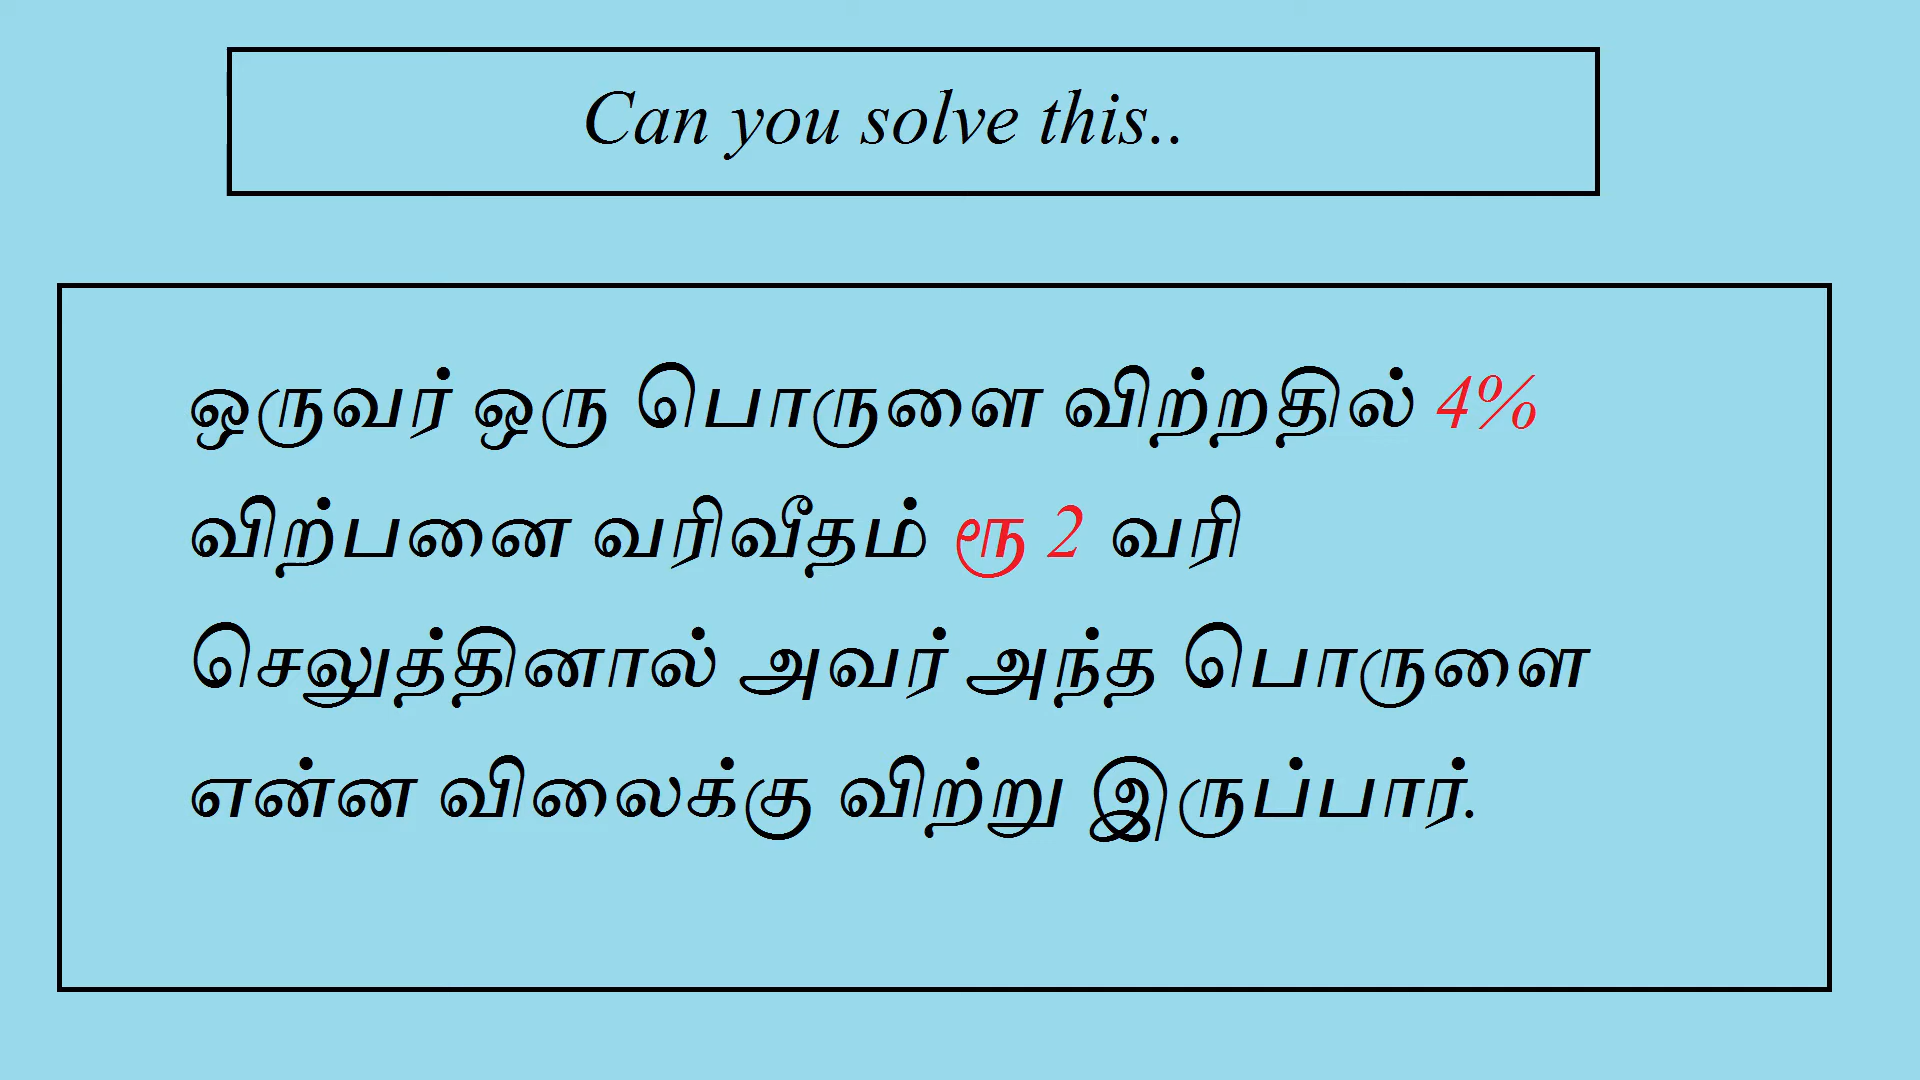 Can you solve this..
ஒருவர் ஒரு பொருளை விற்றதில் 4%
விற்பனை வரிவீதம் ரூ 2 வரி
செலுத்தினால் அவர் அந்த பொருளை
என்ன விலைக்கு விற்று இருப்பார்.